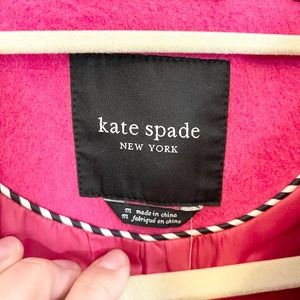 kate spade
NEW YORK
m made in china
m fabriqué en chine